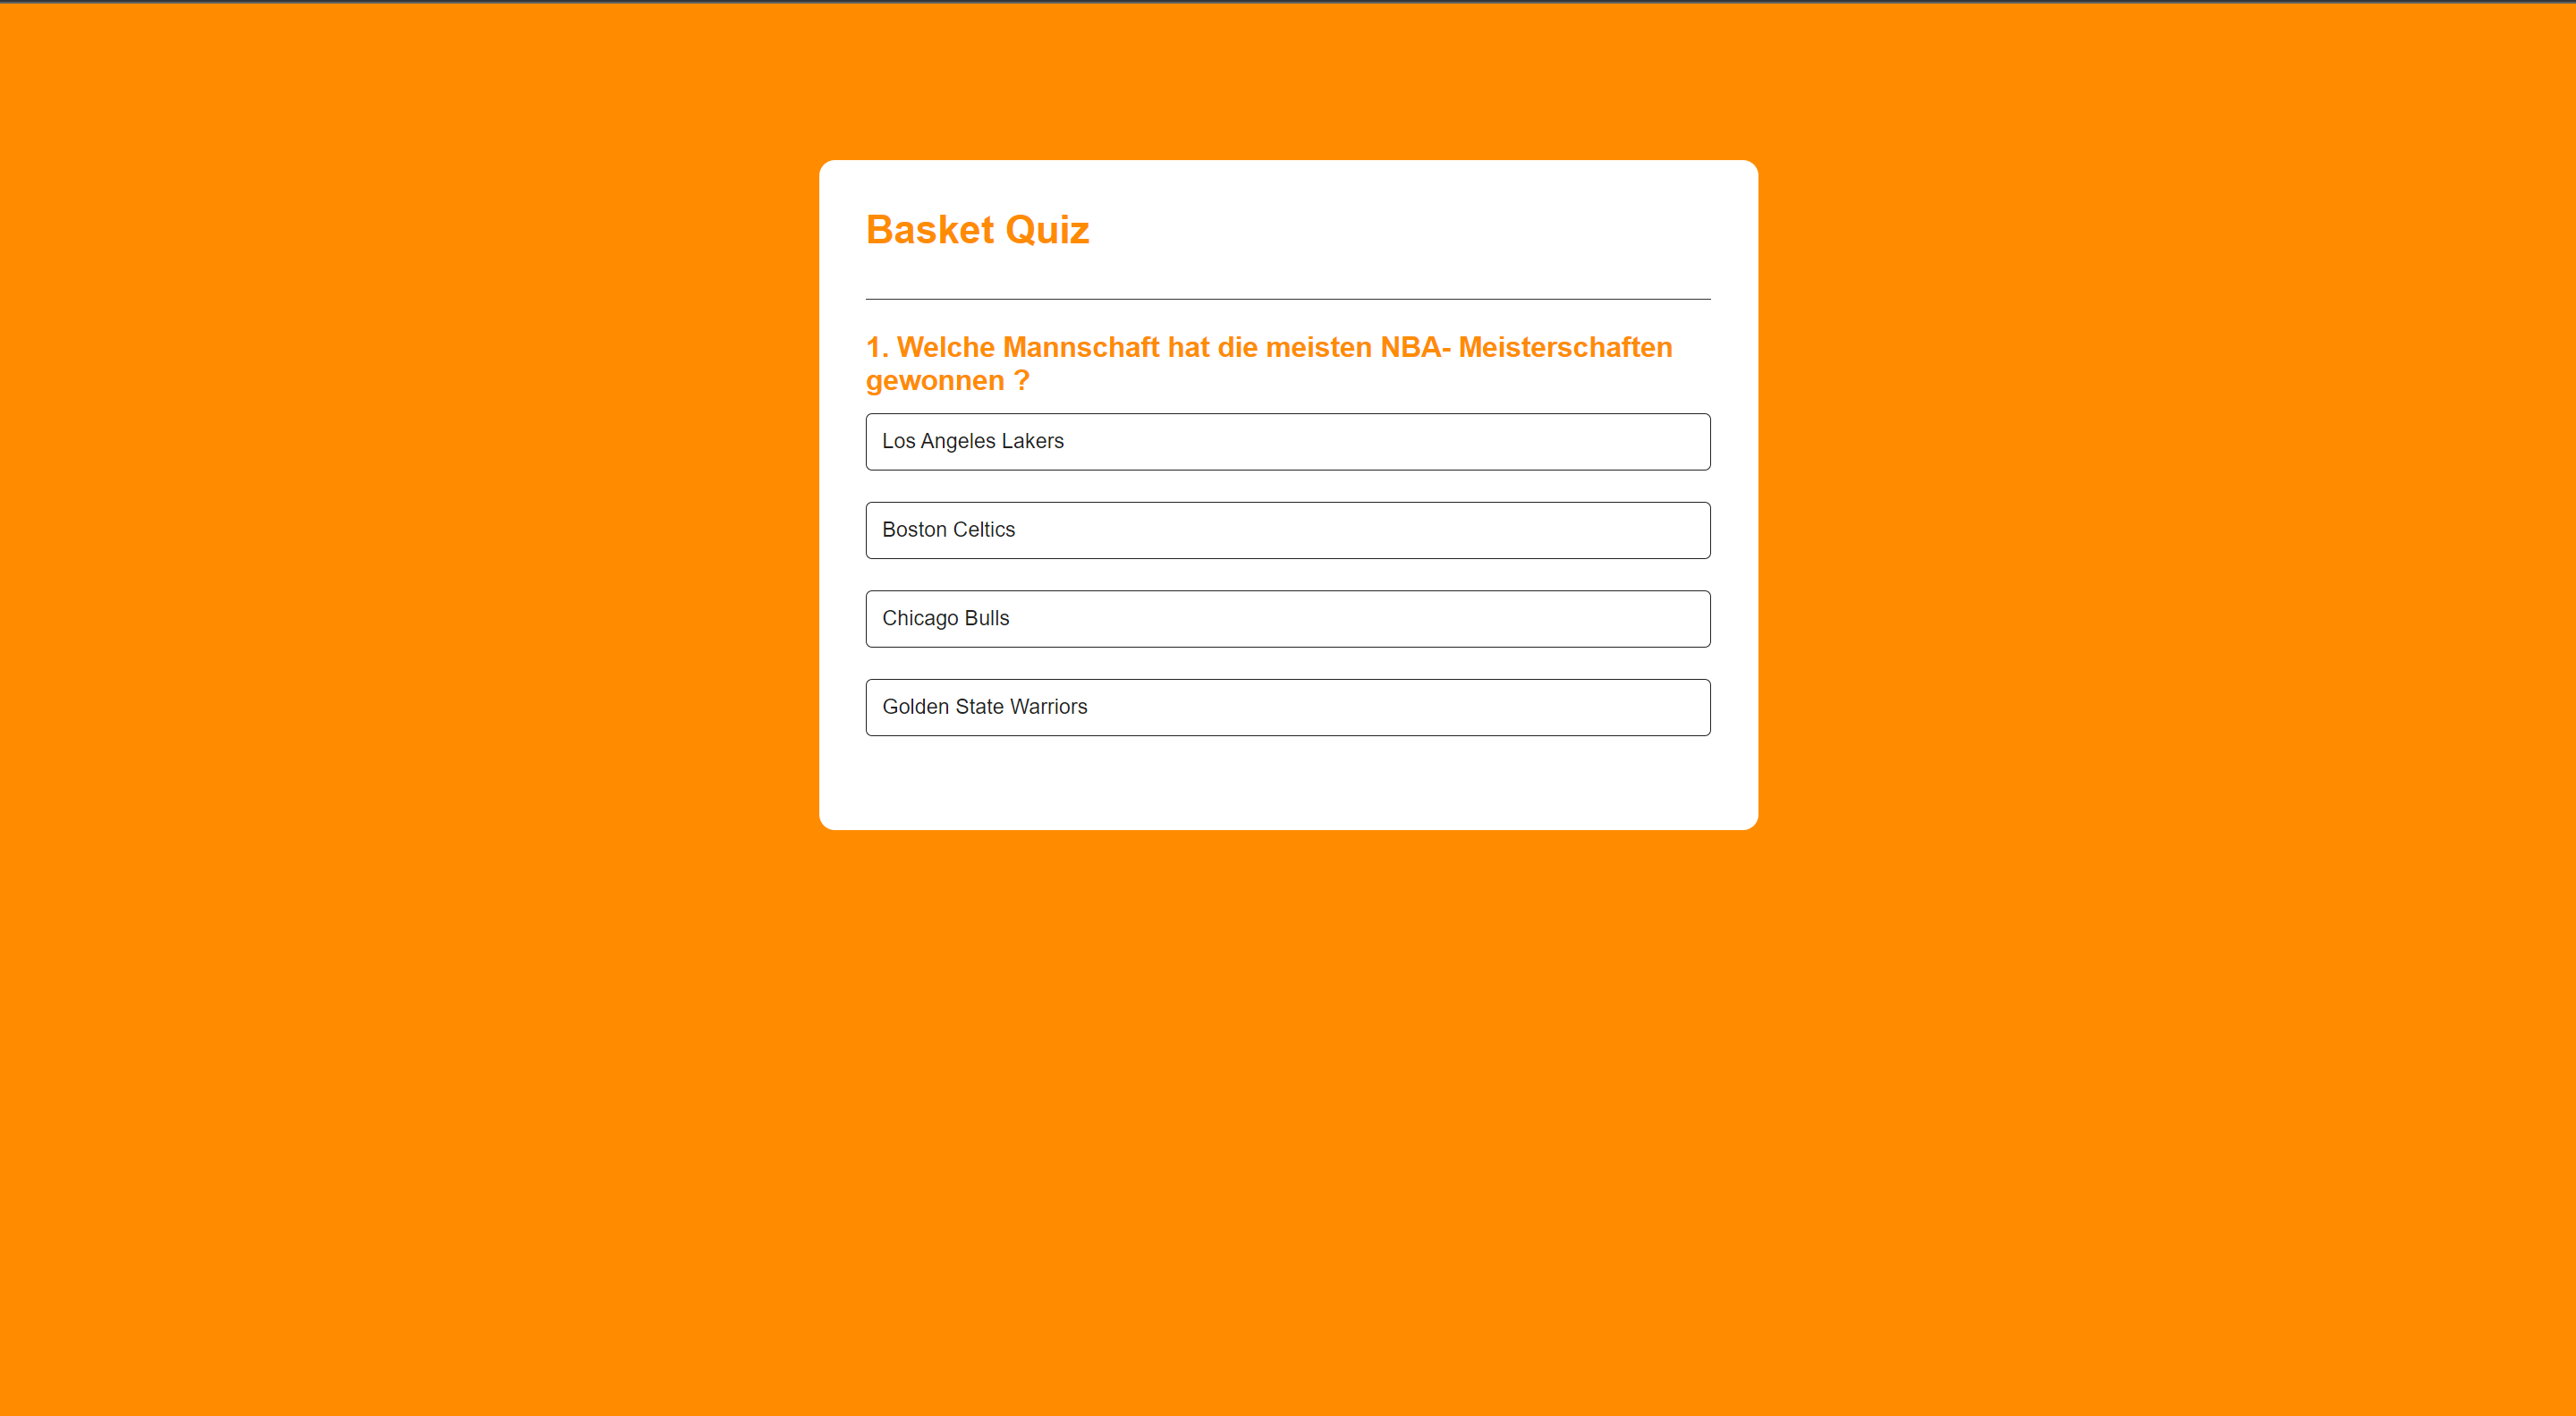 Basket Quiz
1. Welche Mannschaft hat die meisten NBA- Meisterschaften
gewonnen ?
Los Angeles Lakers
Boston Celtics
Chicago Bulls
Golden State Warriors